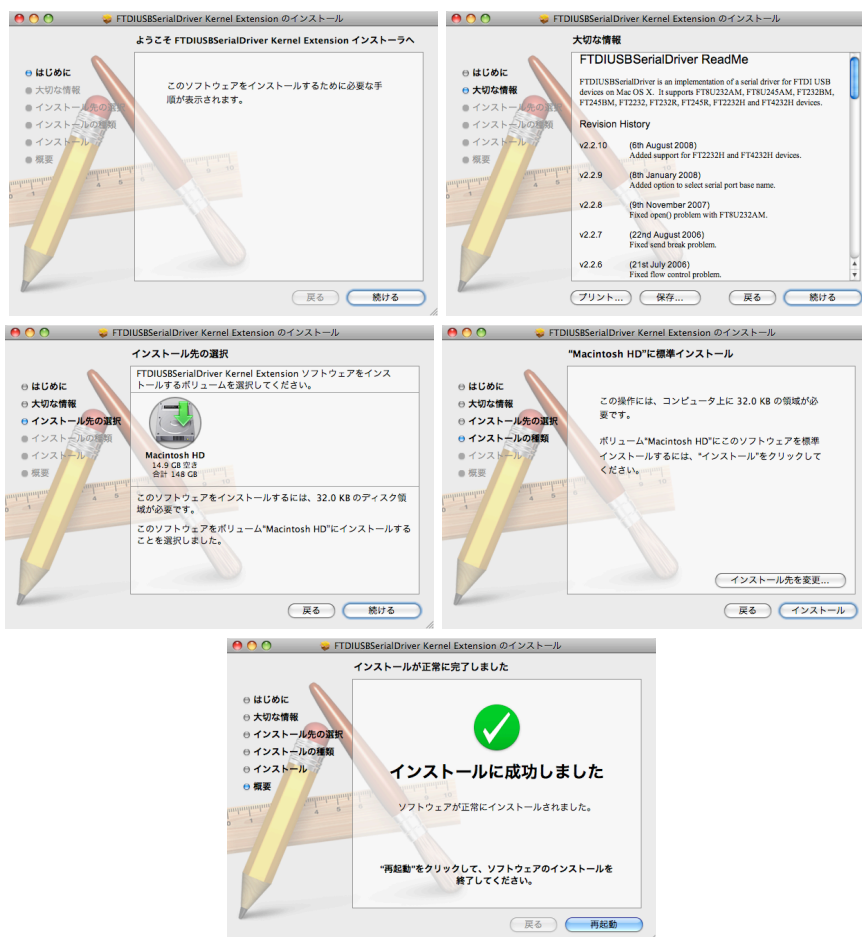 FTDIUSBSerialDriver Kernel Extension のインストール
ようこそ FTDIUSBSerialDriver Kernel Extension インストーラへ
はじめに
大切な情報
インストール先の選択
インストールの種類
インストール
概要
このソフトウェアをインストールするために必要な手
順が表示されます。
戻る
続ける
FTDIUSBSerialDriver Kernel Extension のインストール
大切な情報
はじめに
大切な情報
インストール先の選択
インストールの種類
インストール
概要
FTDIUSBSerialDriver ReadMe
FTDIUSBSerialDriver is an implementation of a serial driver for FTDI USB
devices on Mac OS X. It supports FT8U232AM, FT8U245AM, FT232BM,
FT245BM, FT2232, FT232R, FT245R, FT2232H and FT4232H devices.
Revision History
v2.2.10 (6th August 2008)
Added support for FT2232H and FT4232H devices.
v2.2.9 (8th January 2008)
Added option to select serial port base name.
v2.2.8 (9th November 2007)
Fixed open() problem with FT8U232AM.
v2.2.7 (22nd August 2006)
Fixed send break problem.
v2.2.6 (21st July 2006)
Fixed flow control problem.
プリント...
保存...
戻る
続ける
FTDIUSBSerialDriver Kernel Extension のインストール
インストール先の選択
はじめに
大切な情報
インストール先の選択
インストールの種類
インストール
概要
FTDIUSBSerialDriver Kernel Extension ソフトウェアをインス
トールするボリュームを選択してください。
Macintosh HD
14.9 GB 空き
合計 148 GB
このソフトウェアをインストールするには、32.0 KB のディスク領
域が必要です。
このソフトウェアをボリューム“Macintosh HD”にインストールする
ことを選択しました。
戻る
続ける
FTDIUSBSerialDriver Kernel Extension のインストール
“Macintosh HD”に標準インストール
はじめに
大切な情報
インストール先の選択
インストールの種類
インストール
概要
この操作には、コンピュータ上に 32.0 KB の領域が必
要です。
ボリューム“Macintosh HD”にこのソフトウェアを標準
インストールするには、“インストール”をクリックして
ください。
インストール先を変更...
戻る
インストール
FTDIUSBSerialDriver Kernel Extension のインストール
インストールが正常に完了しました
はじめに
大切な情報
インストール先の選択
インストールの種類
インストール
概要
インストールに成功しました
ソフトウェアが正常にインストールされました。
“再起動”をクリックして、ソフトウェアのインストールを
終了してください。
戻る
再起動